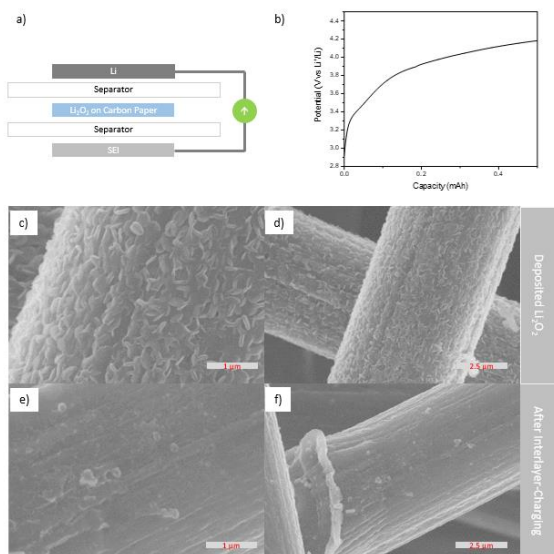 a)
Li
Separator
Li₂O₂ on Carbon Paper
Separator
SEI
b)
Potential (V vs Li⁺/Li)
4.4
4.2
4.0
3.8
3.6
3.4
3.2
3.0
2.8
0.0
0.2
0.4
Capacity (mAh)
c)
1 µm
d)
2.5 µm
Deposited Li₂O₂
e)
1 µm
f)
2.5 µm
After Interlayer-Charging